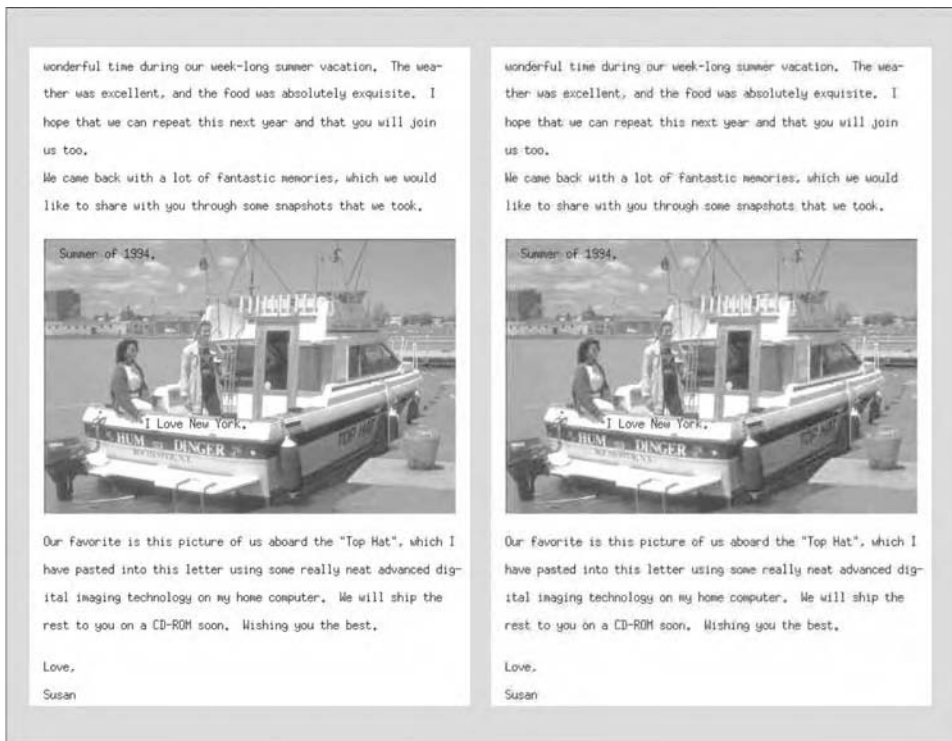 wonderful time during our week-long summer vacation. The wea-
ther was excellent, and the food was absolutely exquisite. I
hope that we can repeat this next year and that you will join
us too.
We came back with a lot of fantastic memories, which we would
like to share with you through some snapshots that we took.
Summer of 1994.
I Love New York.
HUM DINGER
TOP HAT
Our favorite is this picture of us aboard the "Top Hat", which I
have pasted into this letter using some really neat advanced dig-
ital imaging technology on my home computer. We will ship the
rest to you on a CD-ROM soon. Wishing you the best.
Love,
Susan
wonderful time during our week-long summer vacation. The wea-
ther was excellent, and the food was absolutely exquisite. I
hope that we can repeat this next year and that you will join
us too.
We came back with a lot of fantastic memories, which we would
like to share with you through some snapshots that we took.
Summer of 1994.
I Love New York.
HUM DINGER
TOP HAT
Our favorite is this picture of us aboard the "Top Hat", which I
have pasted into this letter using some really neat advanced dig-
ital imaging technology on my home computer. We will ship the
rest to you on a CD-ROM soon. Wishing you the best.
Love,
Susan